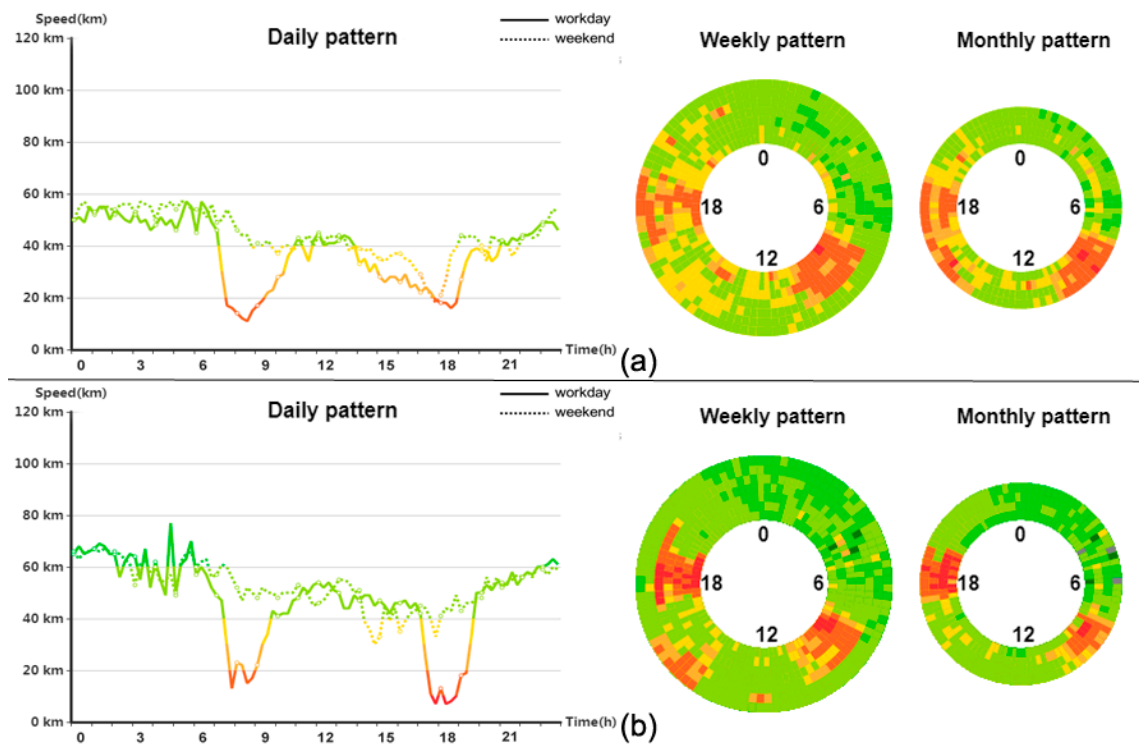 Speed(km)
workday
weekend
Daily pattern
120 km
100 km
80 km
60 km
40 km
20 km
0 km
0 3 6 9 12 15 18 21
Time(h)
(a)
Weekly pattern
0
6
12
18
Monthly pattern
0
6
12
18
Speed(km)
workday
weekend
Daily pattern
120 km
100 km
80 km
60 km
40 km
20 km
0 km
0 3 6 9 12 15 18 21
Time(h)
(b)
Weekly pattern
0
6
12
18
Monthly pattern
0
6
12
18